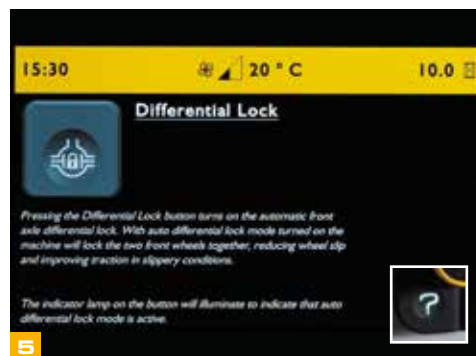 15:30 20 ° C 10.0
Differential Lock
Pressing the Differential Lock button turns on the automatic front
axle differential lock. With auto differential lock mode turned on the
machine will lock the two front wheels together, reducing wheel slip
and improving traction in slippery conditions.
The indicator lamp on the button will illuminate to indicate that auto
differential lock mode is active.
?
5